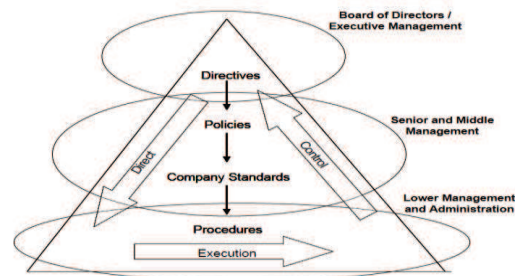 Board of Directors /
Executive Management
Directives
Policies
Senior and Middle
Management
Direct
Control
Company Standards
Lower Management
and Administration
Procedures
Execution